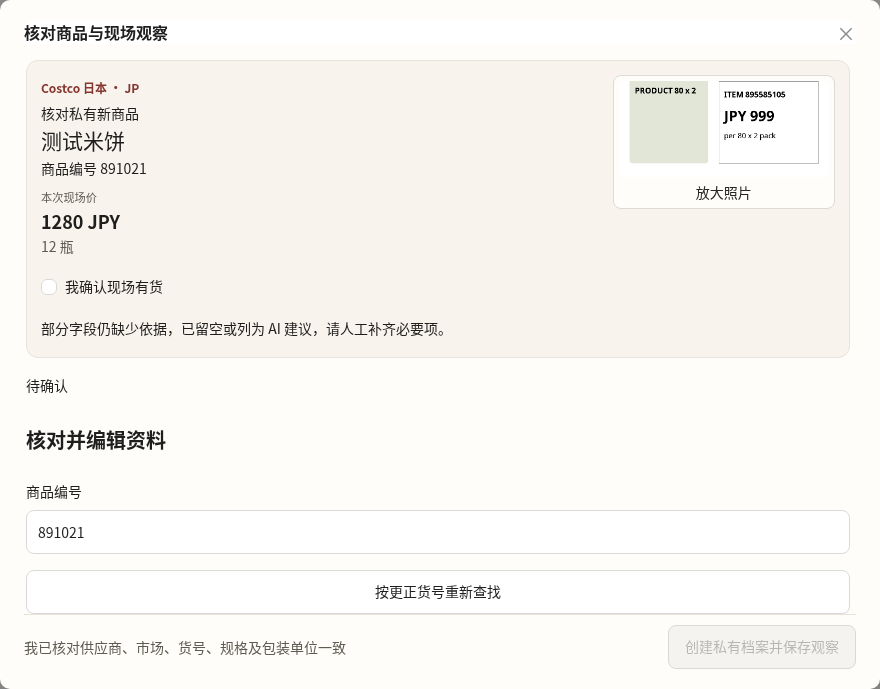 核对商品与现场观察
Costco 日本 · JP
核对私有新商品
测试米饼
商品编号 891021
本次现场价
1280 JPY
12 瓶
我确认现场有货
部分字段仍缺少依据，已留空或列为 AI 建议，请人工补齐必要项。
PRODUCT 80 x 2
ITEM 895585105
JPY 999
per 80 x 2 pack
放大照片
待确认
核对并编辑资料
商品编号
891021
按更正货号重新查找
我已核对供应商、市场、货号、规格及包装单位一致
创建私有档案并保存观察